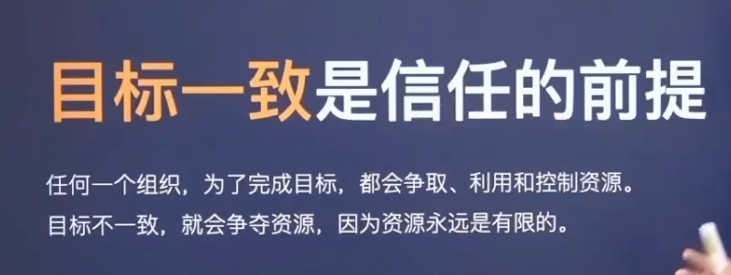 目标一致是信任的前提
任何一个组织，为了完成目标，都会争取、利用和控制资源。
目标不一致，就会争夺资源，因为资源永远是有限的。